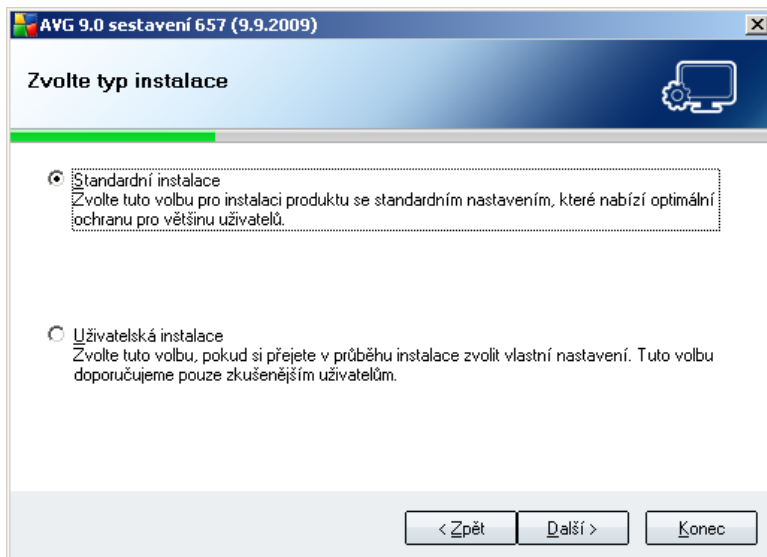 AVG 9.0 sestavení 657 (9.9.2009)
Zvolte typ instalace
Standardní instalace
Zvolte tuto volbu pro instalaci produktu se standardním nastavením, které nabízí optimální
ochranu pro většinu uživatelů.
Uživatelská instalace
Zvolte tuto volbu, pokud si přejete v průběhu instalace zvolit vlastní nastavení. Tuto volbu
doporučujeme pouze zkušenějším uživatelům.
< Zpět
Další >
Konec